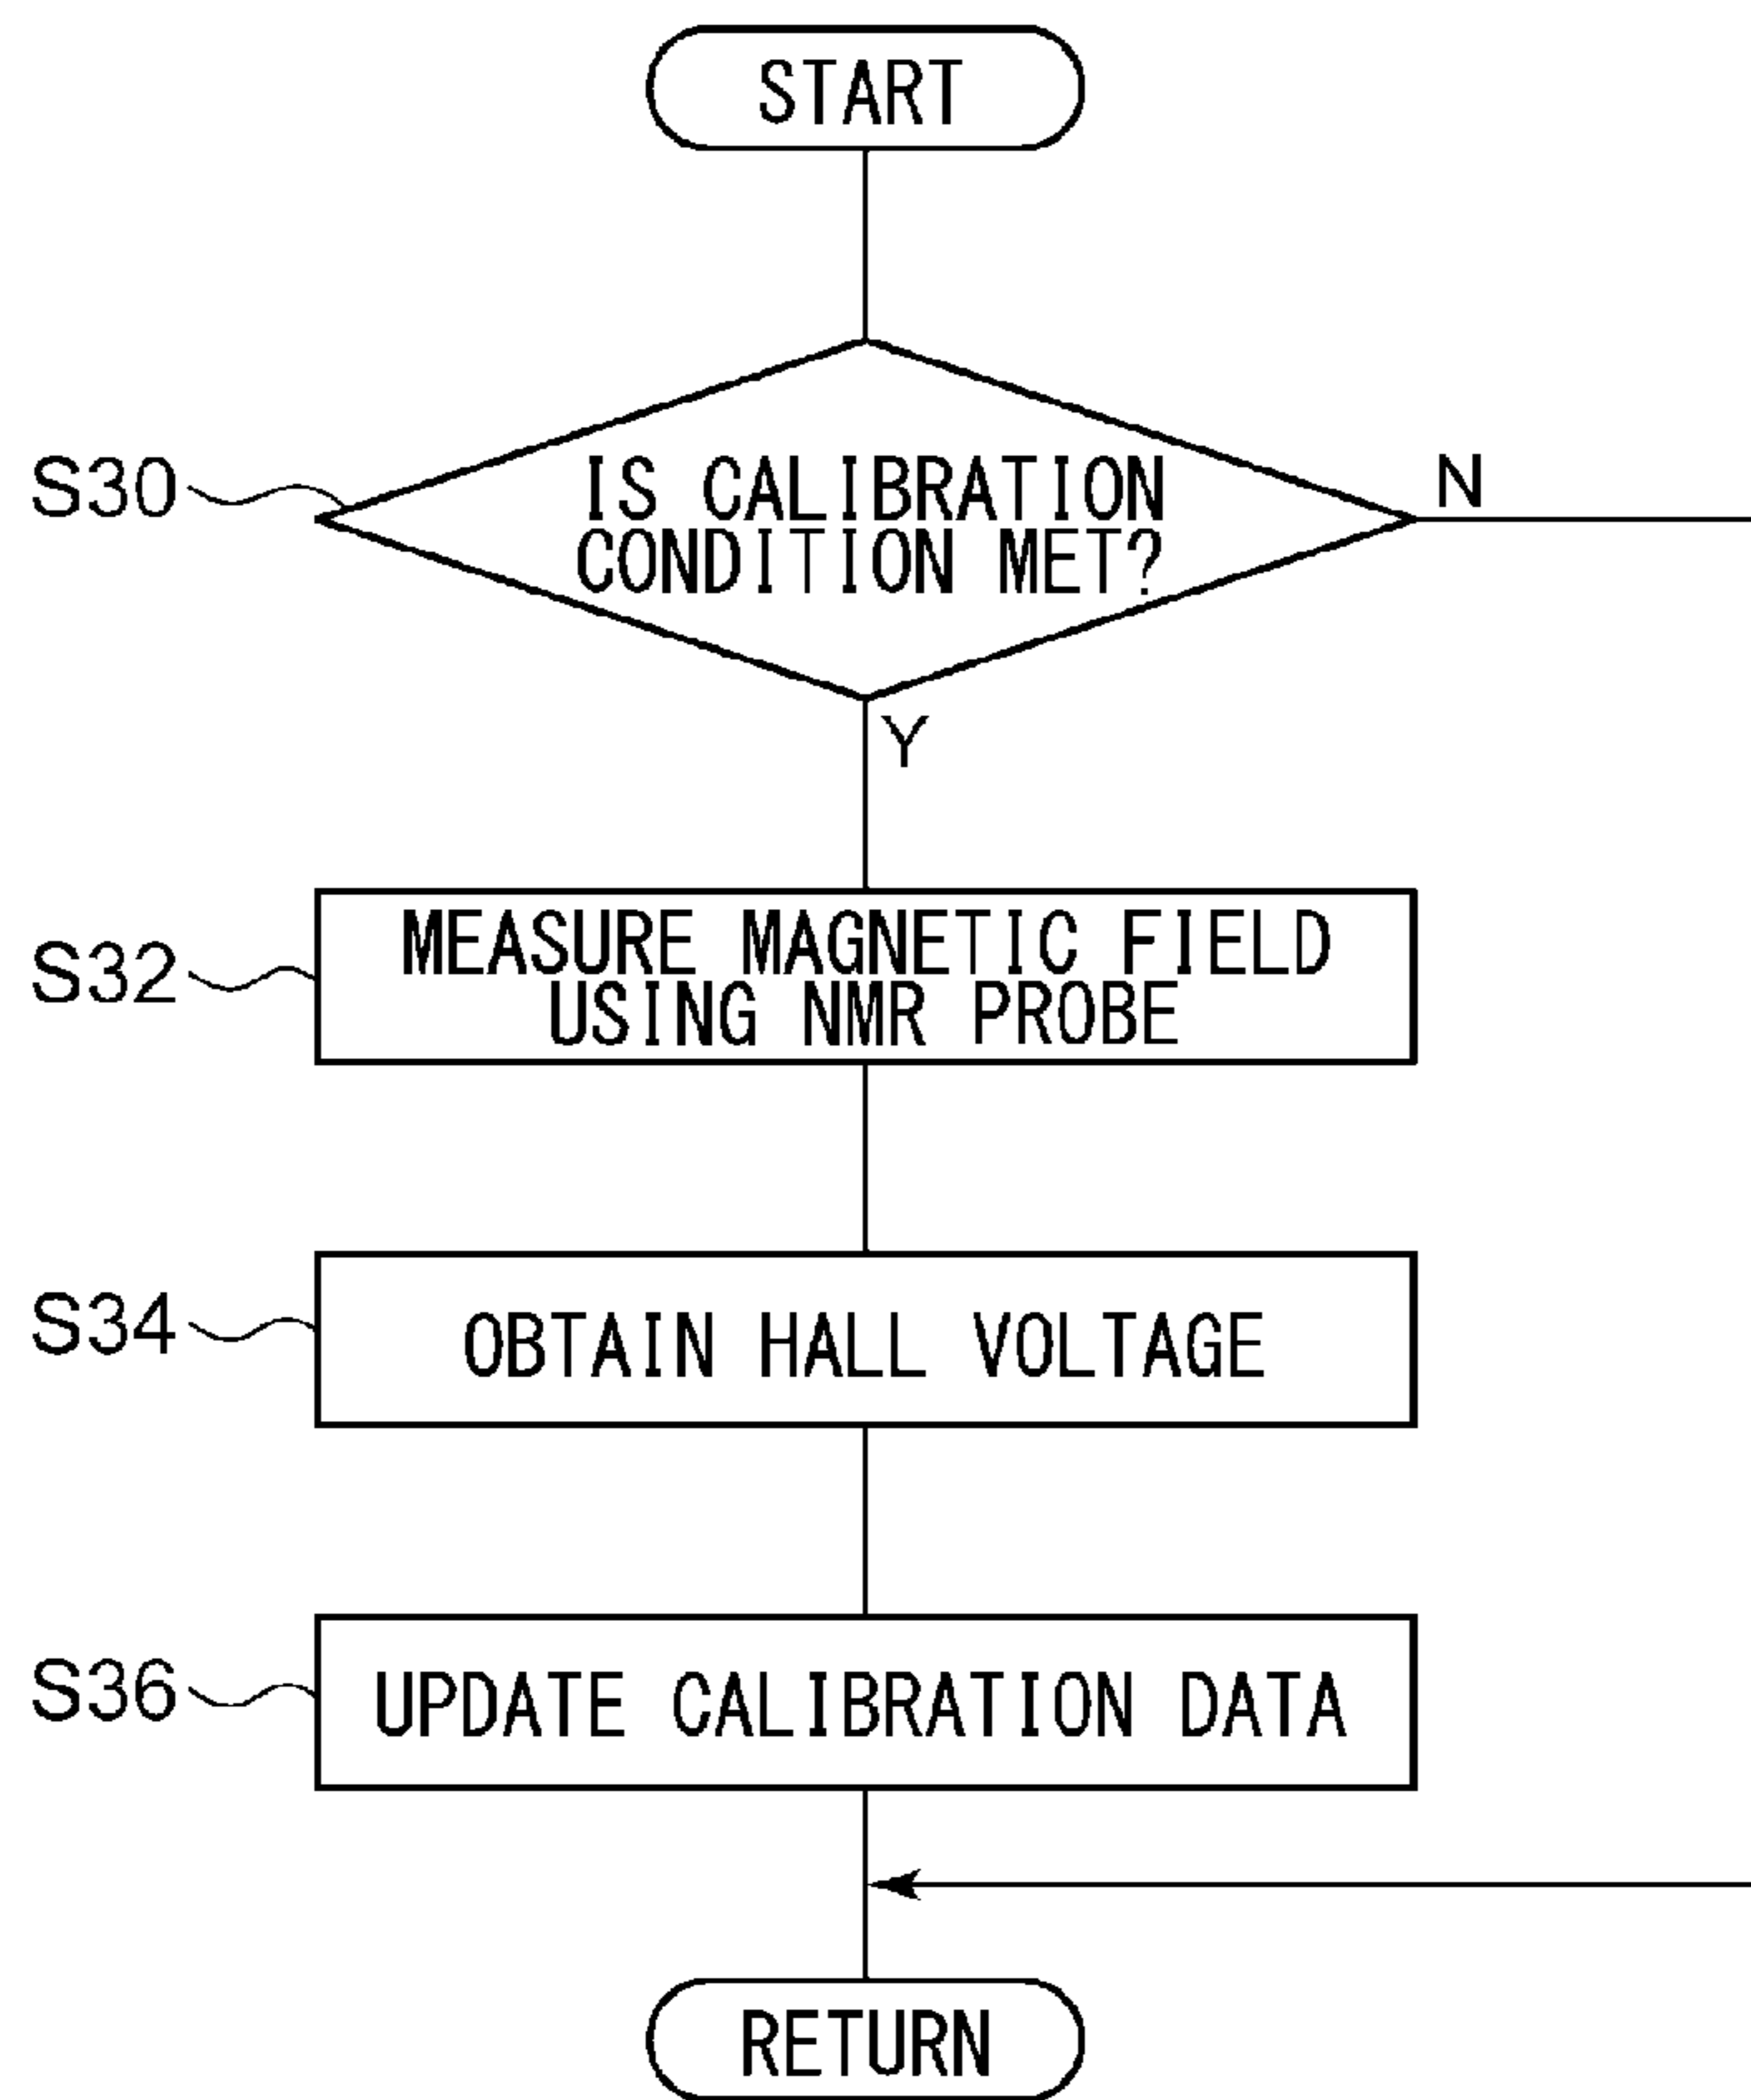 START
S30
IS CALIBRATION
CONDITION MET?
N
Y
S32
MEASURE MAGNETIC FIELD
USING NMR PROBE
S34
OBTAIN HALL VOLTAGE
S36
UPDATE CALIBRATION DATA
RETURN